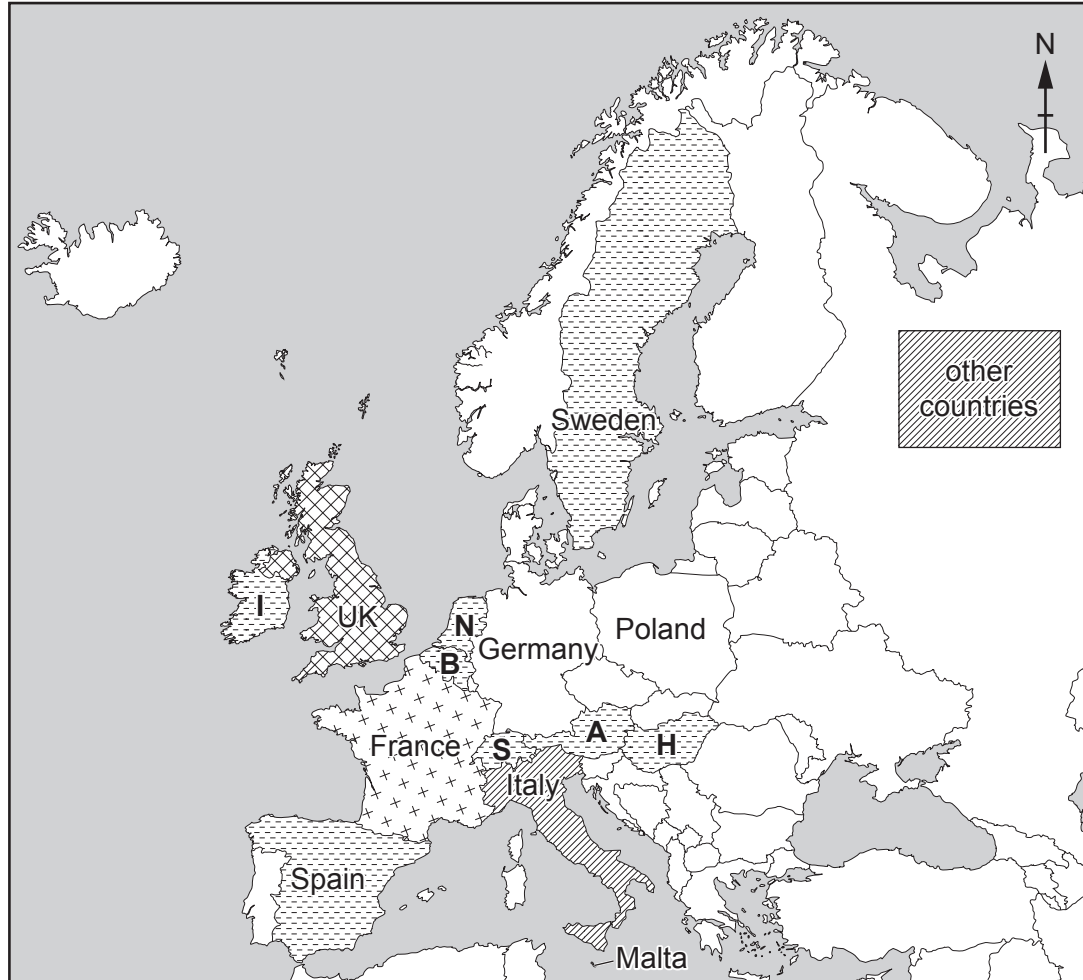 N
other
countries
Sweden
I
UK
N
B
Germany
Poland
France
S
A
H
Italy
Spain
Malta